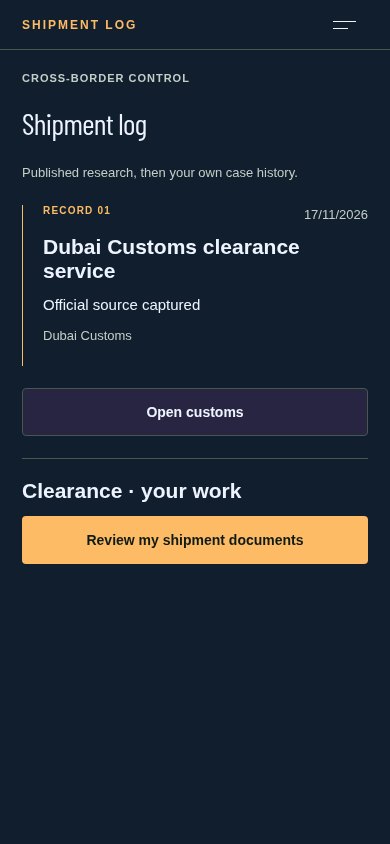 SHIPMENT LOG
CROSS-BORDER CONTROL
Shipment log
Published research, then your own case history.
RECORD 01
17/11/2026
Dubai Customs clearance
service
Official source captured
Dubai Customs
Open customs
Clearance · your work
Review my shipment documents